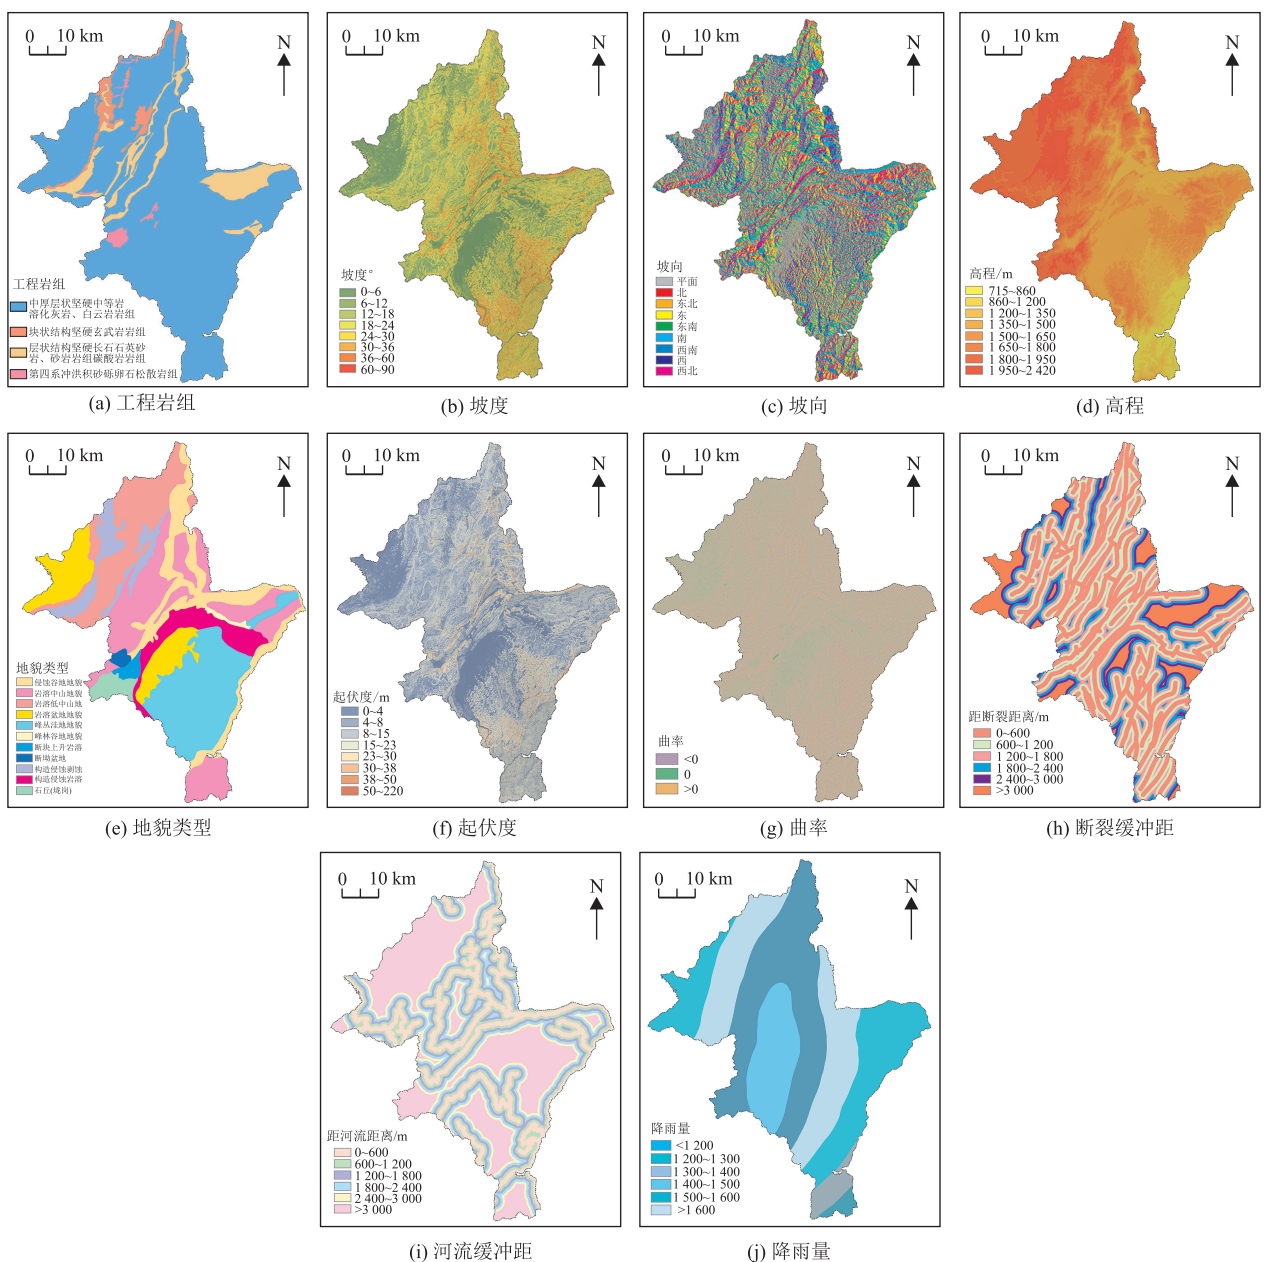 0 10 km
N
工程岩组
中厚层状坚硬中等岩
溶化灰岩、白云岩岩组
块状结构坚硬玄武岩岩组
层状结构坚硬长石石英砂
岩、砂岩岩组碳酸岩岩组
第四系冲洪积砂砾卵石松散岩组
(a) 工程岩组
0 10 km
N
坡度°
0~6
6~12
12~18
18~24
24~30
30~36
36~60
60~90
(b) 坡度
0 10 km
N
坡向
平面
北
东北
东
东南
南
西南
西
西北
(c) 坡向
0 10 km
N
高程/m
715~860
860~1 200
1 200~1 350
1 350~1 500
1 500~1 650
1 650~1 800
1 800~1 950
1 950~2 420
(d) 高程
0 10 km
N
地貌类型
侵蚀谷地地貌
岩溶中山地貌
岩溶低中山地
岩溶盆地地貌
峰丛洼地地貌
峰林谷地地貌
断块上升岩溶
断坳盆地
构造侵蚀剥蚀
构造侵蚀岩溶
石丘(垅岗)
(e) 地貌类型
0 10 km
N
起伏度/m
0~4
4~8
8~15
15~23
23~30
30~38
38~50
50~220
(f) 起伏度
0 10 km
N
曲率
<0
0
>0
(g) 曲率
0 10 km
N
距断裂距离/m
0~600
600~1 200
1 200~1 800
1 800~2 400
2 400~3 000
>3 000
(h) 断裂缓冲距
0 10 km
N
距河流距离/m
0~600
600~1 200
1 200~1 800
1 800~2 400
2 400~3 000
>3 000
(i) 河流缓冲距
0 10 km
N
降雨量
<1 200
1 200~1 300
1 300~1 400
1 400~1 500
1 500~1 600
>1 600
(j) 降雨量